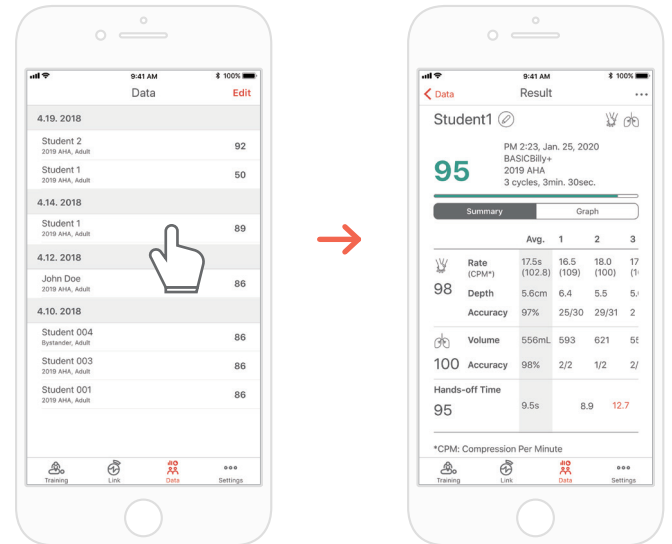 9:41 AM
100%
Data
Edit
4.19. 2018
Student 2
2019 AHA, Adult
92
Student 1
2019 AHA, Adult
50
4.14. 2018
Student 1
2019 AHA, Adult
89
4.12. 2018
John Doe
2019 AHA, Adult
86
4.10. 2018
Student 004
Bystander, Adult
86
Student 003
2019 AHA, Adult
86
Student 001
2019 AHA, Adult
86
Training Link Data Settings
9:41 AM
100%
Data
Result
Student1
95
PM 2:23, Jan. 25, 2020
BASICBilly+
2019 AHA
3 cycles, 3min. 30sec.
Summary Graph
Avg. 1 2 3
Rate 17.5s 16.5 18.0 17
(CPM*) (102.8) (109) (100) (1
98
Depth 5.6cm 6.4 5.5 5.
Accuracy 97% 25/30 29/31 2
Volume 556mL 593 621
100 Accuracy 98% 2/2 1/2 2/
Hands-off Time
95 9.5s 8.9 12.7
*CPM: Compression Per Minute
Training Link Data Settings